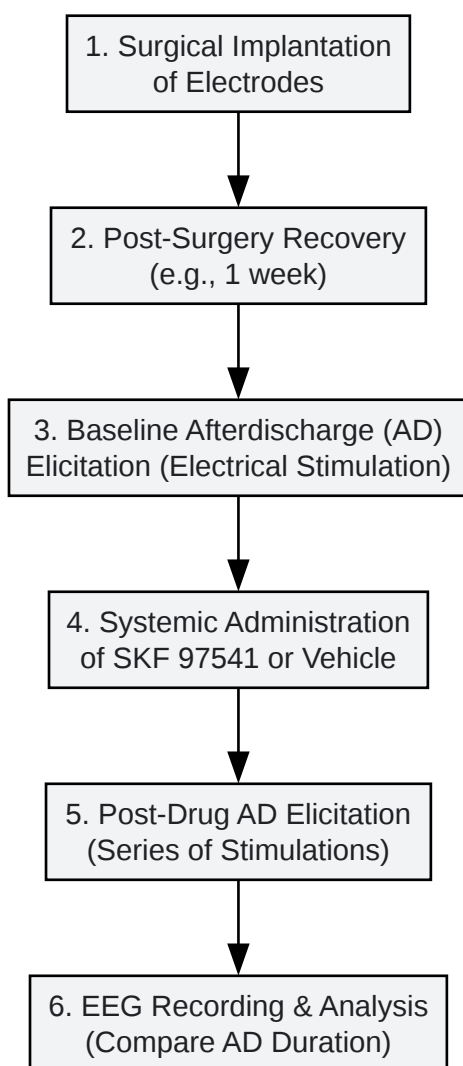 1. Surgical Implantation
of Electrodes
2. Post-Surgery Recovery
(e.g., 1 week)
3. Baseline Afterdischarge (AD)
Elicitation (Electrical Stimulation)
4. Systemic Administration
of SKF 97541 or Vehicle
5. Post-Drug AD Elicitation
(Series of Stimulations)
6. EEG Recording & Analysis
(Compare AD Duration)